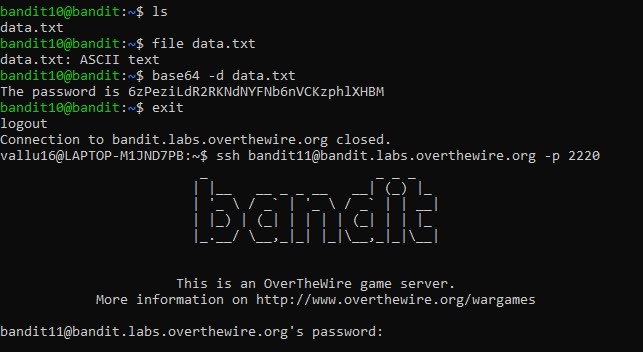 bandit10@bandit:~$ ls
data.txt
bandit10@bandit:~$ file data.txt
data.txt: ASCII text
bandit10@bandit:~$ base64 -d data.txt
The password is 6zPeziLdR2RKNdNYFNb6nVCKzphlXHBM
bandit10@bandit:~$ exit
logout
Connection to bandit.labs.overthewire.org closed.
vallu16@LAPTOP-M1JND7PB:~$ ssh bandit11@bandit.labs.overthewire.org -p 2220
bandit
This is an OverTheWire game server.
More information on http://www.overthewire.org/wargames
bandit11@bandit.labs.overthewire.org's password: